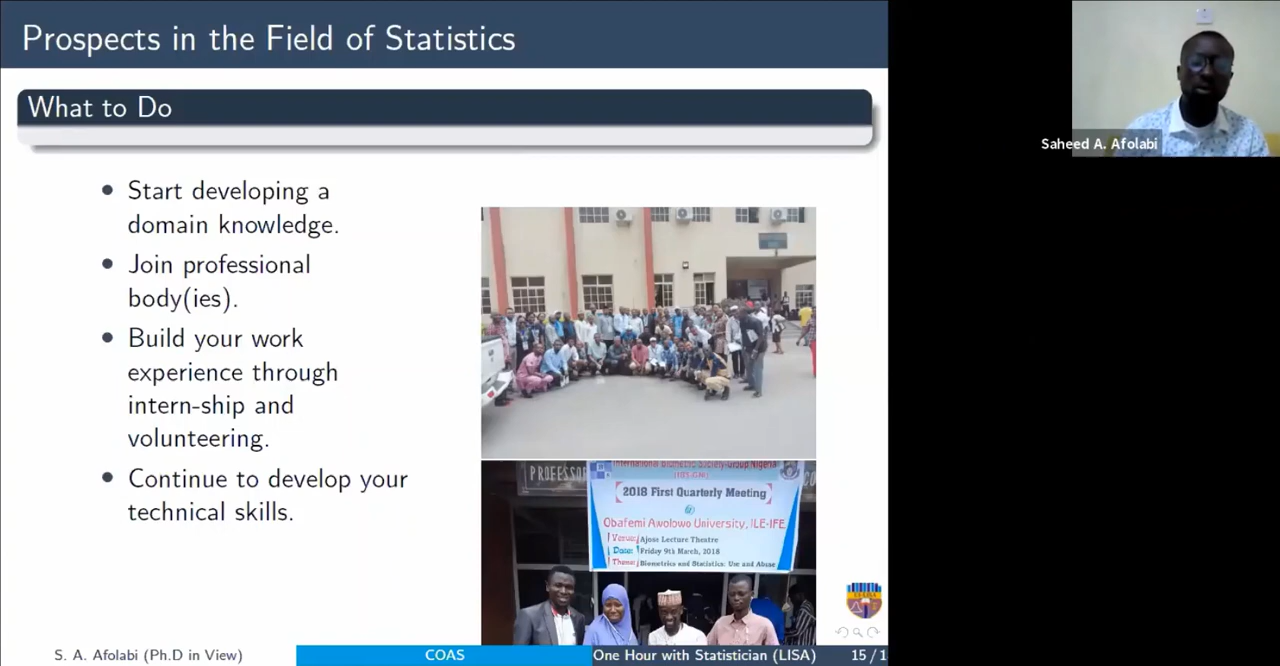 Prospects in the Field of Statistics
What to Do
Start developing a
domain knowledge.
Join professional
body(ies).
Build your work
experience through
intern-ship and
volunteering.
Continue to develop your
technical skills.
Saheed A. Afolabi
PROFESSOR
International Biometric Society-Group Nigeria
(IBS-GNi)
2018 First Quarterly Meeting
@
Obafemi Awolowo University, ILE-IFE
Venue: Ajose Lecture Theatre
Date: Friday 9th March, 2018
Theme: Biometrics and Statistics: Use and Abuse
S. A. Afolabi (Ph.D in View)
COAS
One Hour with Statistician (LISA)
15 / 1